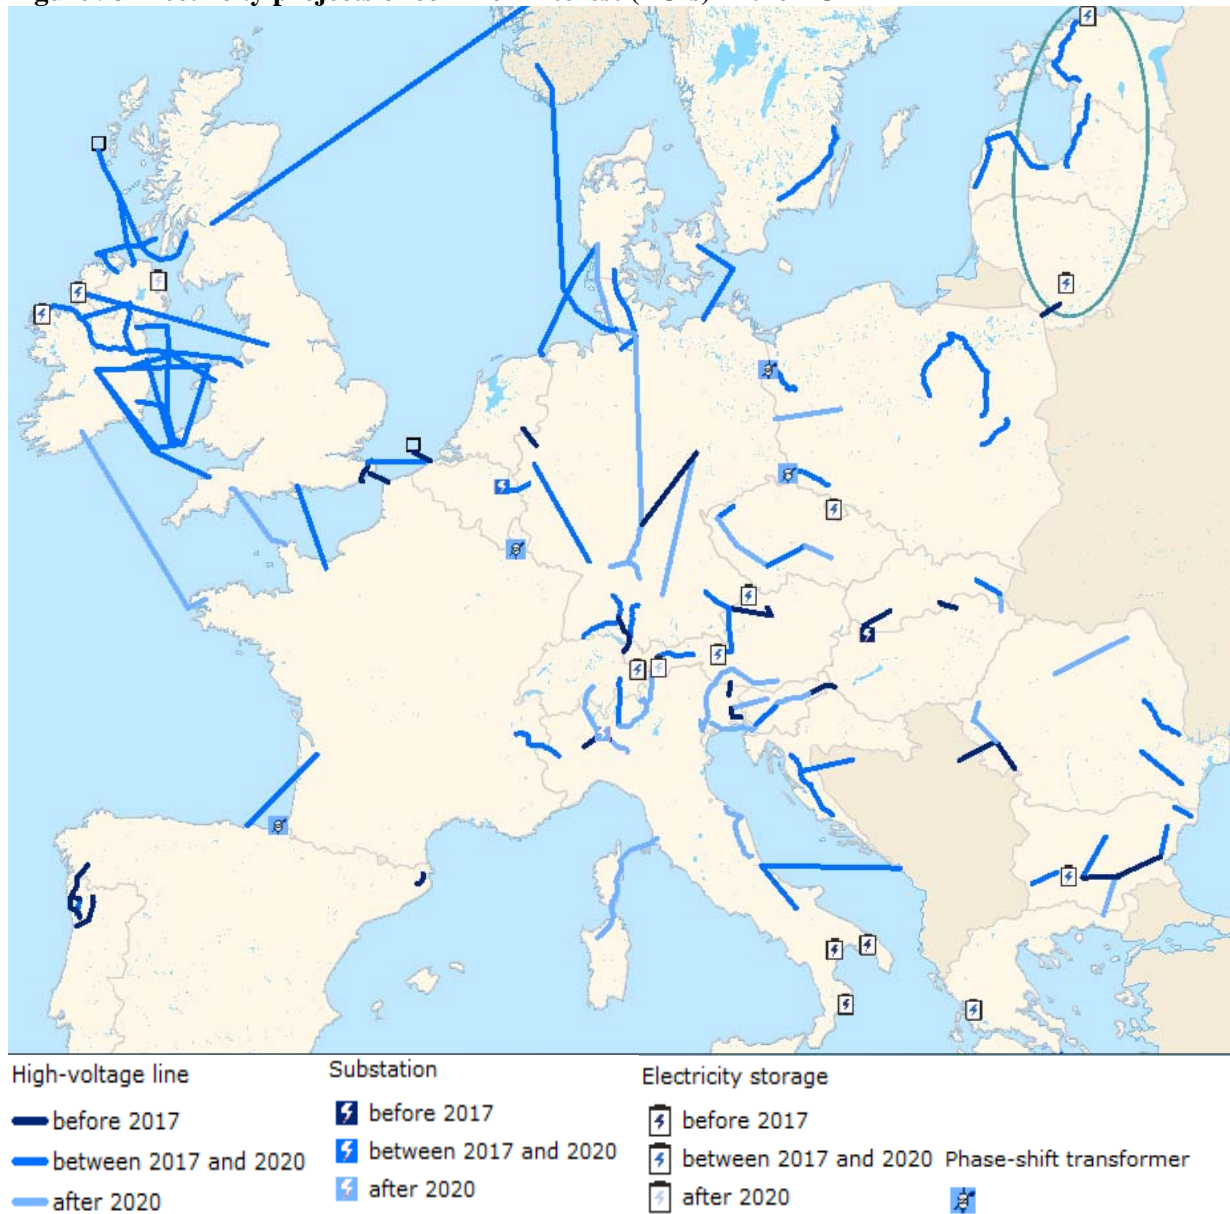 High-voltage line
before 2017
between 2017 and 2020
after 2020
Substation
before 2017
between 2017 and 2020
after 2020
Electricity storage
before 2017
between 2017 and 2020
after 2020
Phase-shift transformer